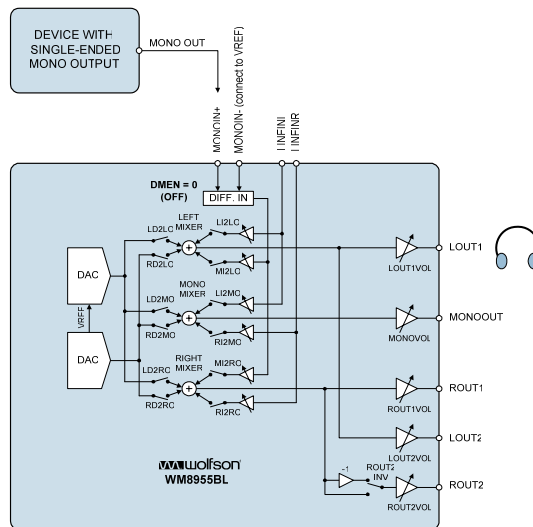 DEVICE WITH
SINGLE-ENDED
MONO OUTPUT
MONO OUT
MONOIN+
MONOIN- (connect to VREF)
LINEINL
LINEINR
DMEN = 0
(OFF)
DIFF. IN
LEFT
MIXER
LD2LO
RD2LO
LI2LO
MI2LO
DAC
VREF
DAC
MONO
MIXER
LD2MO
RD2MO
LI2MO
RI2MO
RIGHT
MIXER
LD2RO
RD2RO
MI2RO
RI2RO
LOUT1VOL
LOUT1
MONOVOL
MONOOUT
ROUT1VOL
ROUT1
LOUT2VOL
LOUT2
-1
ROUT2
INV
ROUT2VOL
ROUT2
wolfson
WM8955BL